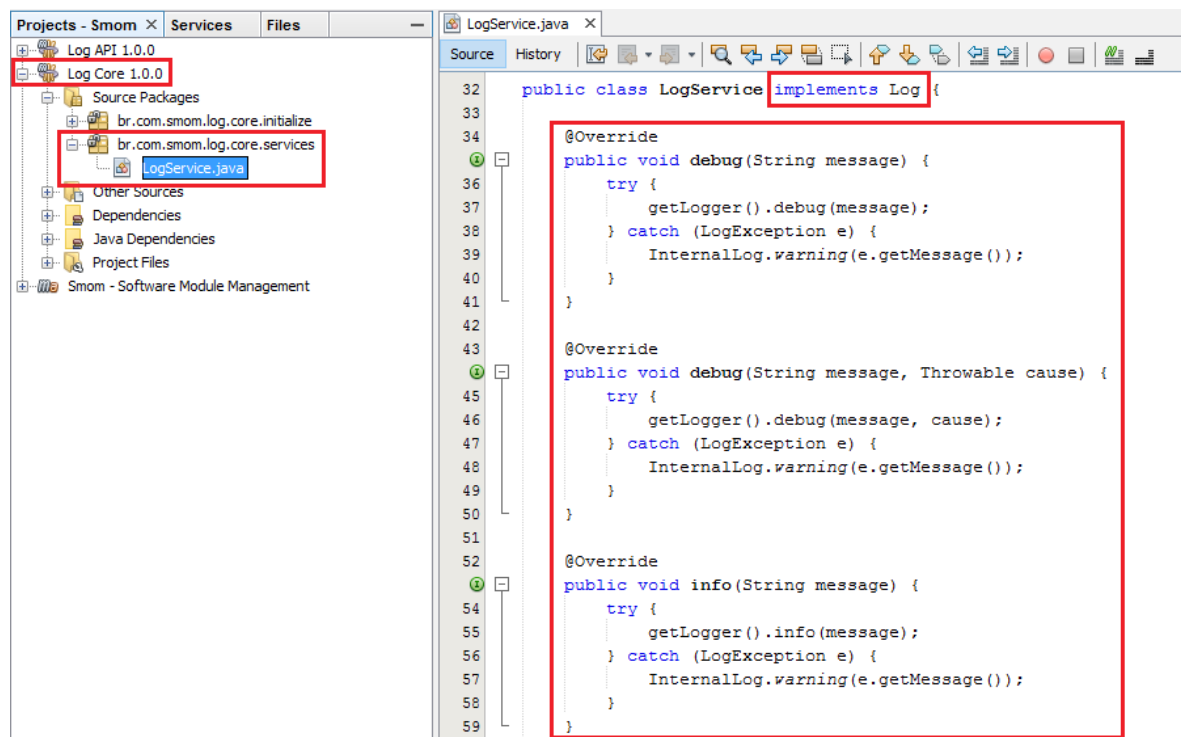 Projects - Smom × Services Files
Log API 1.0.0
Log Core 1.0.0
Source Packages
br.com.smom.log.core.initialize
br.com.smom.log.core.services
LogService.java
Other Sources
Dependencies
Java Dependencies
Project Files
Smom - Software Module Management
LogService.java ×
Source History
32 public class LogService implements Log {
33
34 @Override
public void debug(String message) {
36 try {
37 getLogger().debug(message);
38 } catch (LogException e) {
39 InternalLog.warning(e.getMessage());
40 }
41 }
42
43 @Override
public void debug(String message, Throwable cause) {
45 try {
46 getLogger().debug(message, cause);
47 } catch (LogException e) {
48 InternalLog.warning(e.getMessage());
49 }
50 }
51
52 @Override
public void info(String message) {
54 try {
55 getLogger().info(message);
56 } catch (LogException e) {
57 InternalLog.warning(e.getMessage());
58 }
59 }